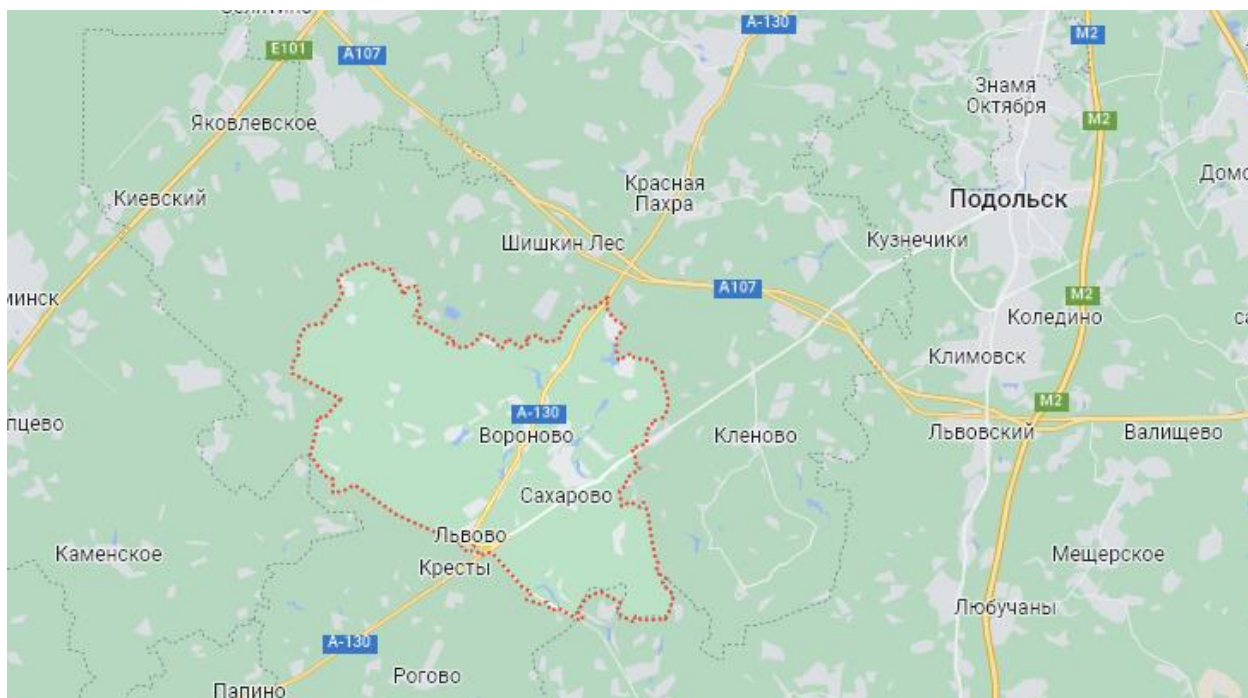 А-130
М2
E101
А107
Знамя
Октября
М2
Яковлевское
Красная
Пахра
Киевский
Подольск
Шишкин Лес
Кузнечики
А107
М2
Коледино
Климовск
М2
А-130
Вороново
Кленово
Львовский
Валищево
Сахарово
Львово
Каменское
Кресты
Мещерское
Любучаны
А-130
Рогово
Папино